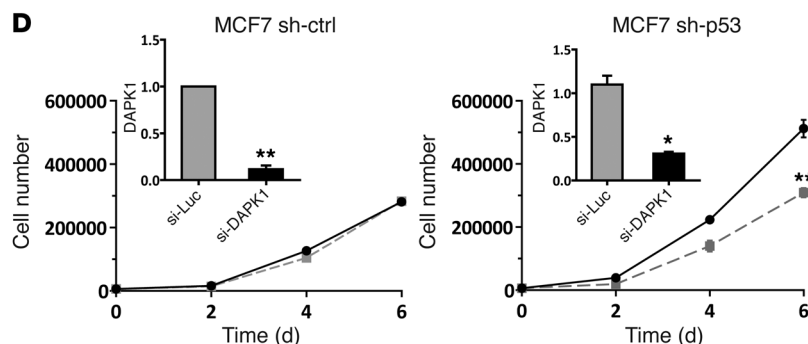 D
MCF7 sh-ctrl
DAPK1
1.5
1.0
0.5
0.0
**
si-Luc
si-DAPK1
Cell number
600000
400000
200000
0
0 2 4 6
Time (d)
MCF7 sh-p53
DAPK1
1.5
1.0
0.5
0.0
*
si-Luc
si-DAPK1
Cell number
600000
400000
200000
0
**
0 2 4 6
Time (d)